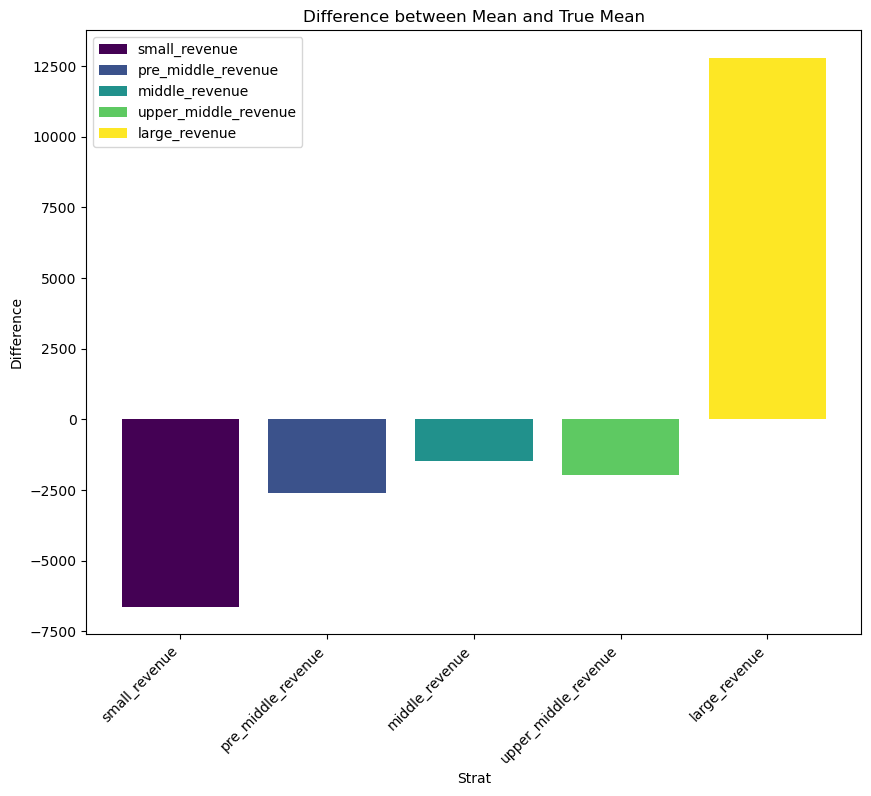 Difference between Mean and True Mean
small_revenue
pre_middle_revenue
middle_revenue
upper_middle_revenue
large_revenue
12500
10000
7500
5000
2500
0
−2500
−5000
−7500
Difference
small_revenue
pre_middle_revenue
middle_revenue
upper_middle_revenue
large_revenue
Strat